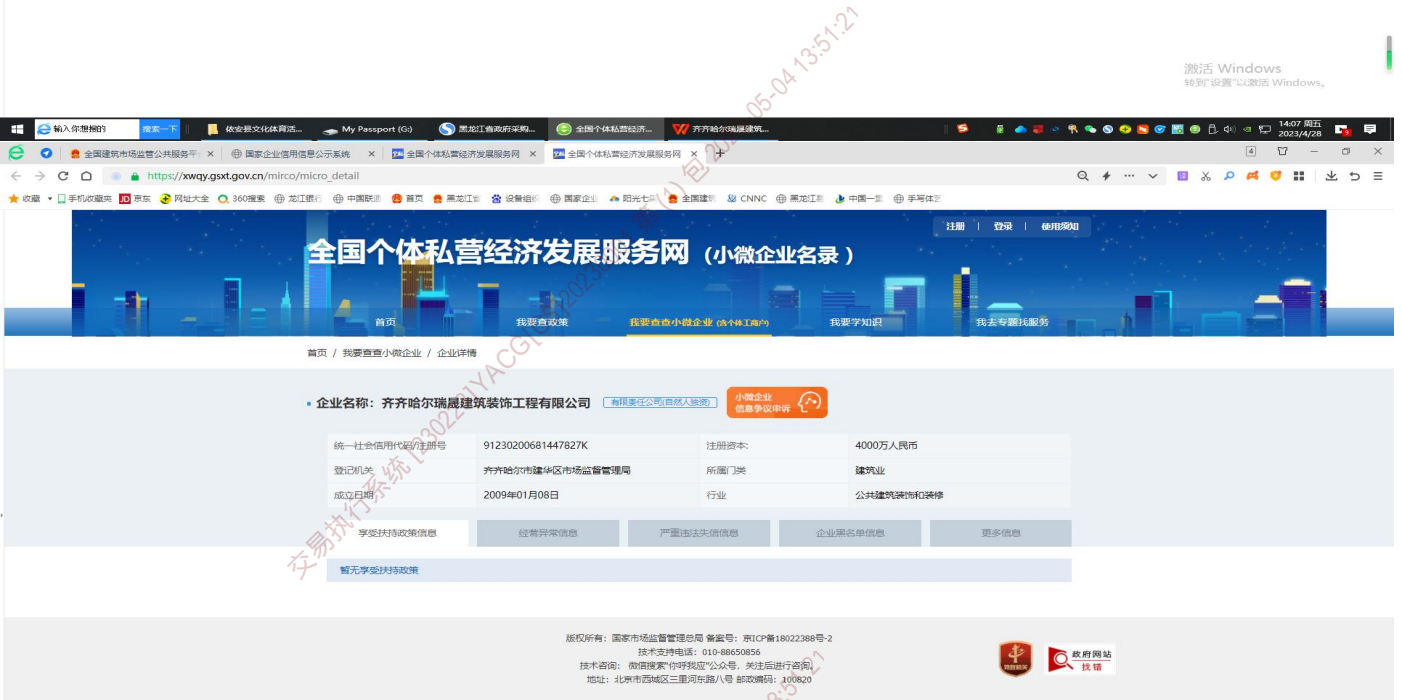 激活 Windows
转到"设置"以激活 Windows。
输入你想搜的 搜索一下 依安县文化体育活... My Passport (G:) 黑龙江省政府采购... 全国个体私营经济... 齐齐哈尔瑞晟建筑... 14:07 周五
2023/4/28
全国建筑市场监管公共服务平 国家企业信用信息公示系统 全国个体私营经济发展服务网 全国个体私营经济发展服务网 4
https://xwqy.gsxt.gov.cn/mirco/micro_detail
收藏 手机收藏夹 京东 网址大全 360搜索 龙江银行 中国联通 首页 黑龙江省 设备组织 国家企业 阳光七星 全国建筑 CNNC 黑龙江 中国一重 手写体
注册 | 登录 | 使用须知
全国个体私营经济发展服务网（小微企业名录）
首页 我要查政策 我要查查小微企业 (含个体工商户) 我要学知识 我去专题找服务
首页 / 我要查查小微企业 / 企业详情
企业名称：齐齐哈尔瑞晟建筑装饰工程有限公司 有限责任公司(自然人独资) 小微企业
信息争议申诉
统一社会信用代码/注册号 91230200681447827K 注册资本: 4000万人民币
登记机关 齐齐哈尔市建华区市场监督管理局 所属门类 建筑业
成立日期 2009年01月08日 行业 公共建筑装饰和装修
享受扶持政策信息 经营异常信息 严重违法失信信息 企业黑名单信息 更多信息
暂无享受扶持政策
版权所有：国家市场监督管理总局 备案号：京ICP备18022388号-2
技术支持电话：010-88650856
技术咨询： 微信搜索"你呼我应"公众号，关注后进行咨询。
地址：北京市西城区三里河东路八号 邮政编码：100820
党政机关 政府网站
找错